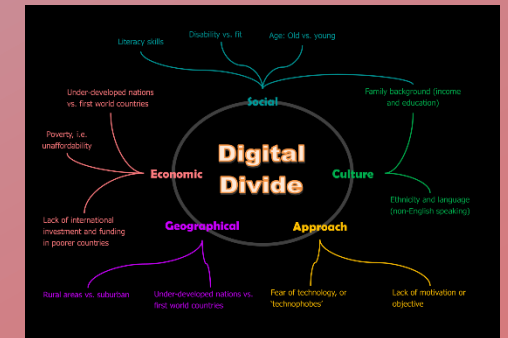 Literacy skills
Disability vs. fit
Age: Old vs. young
Under-developed nations
vs. first world countries
Social
Family background (income
and education)
Poverty, i.e.
unaffordability
Digital
Divide
Economic
Culture
Ethnicity and language
(non-English speaking)
Lack of international
investment and funding
in poorer countries
Geographical
Approach
Rural areas vs. suburban
Under-developed nations vs.
first world countries
Fear of technology, or
'technophobes'
Lack of motivation or
objective